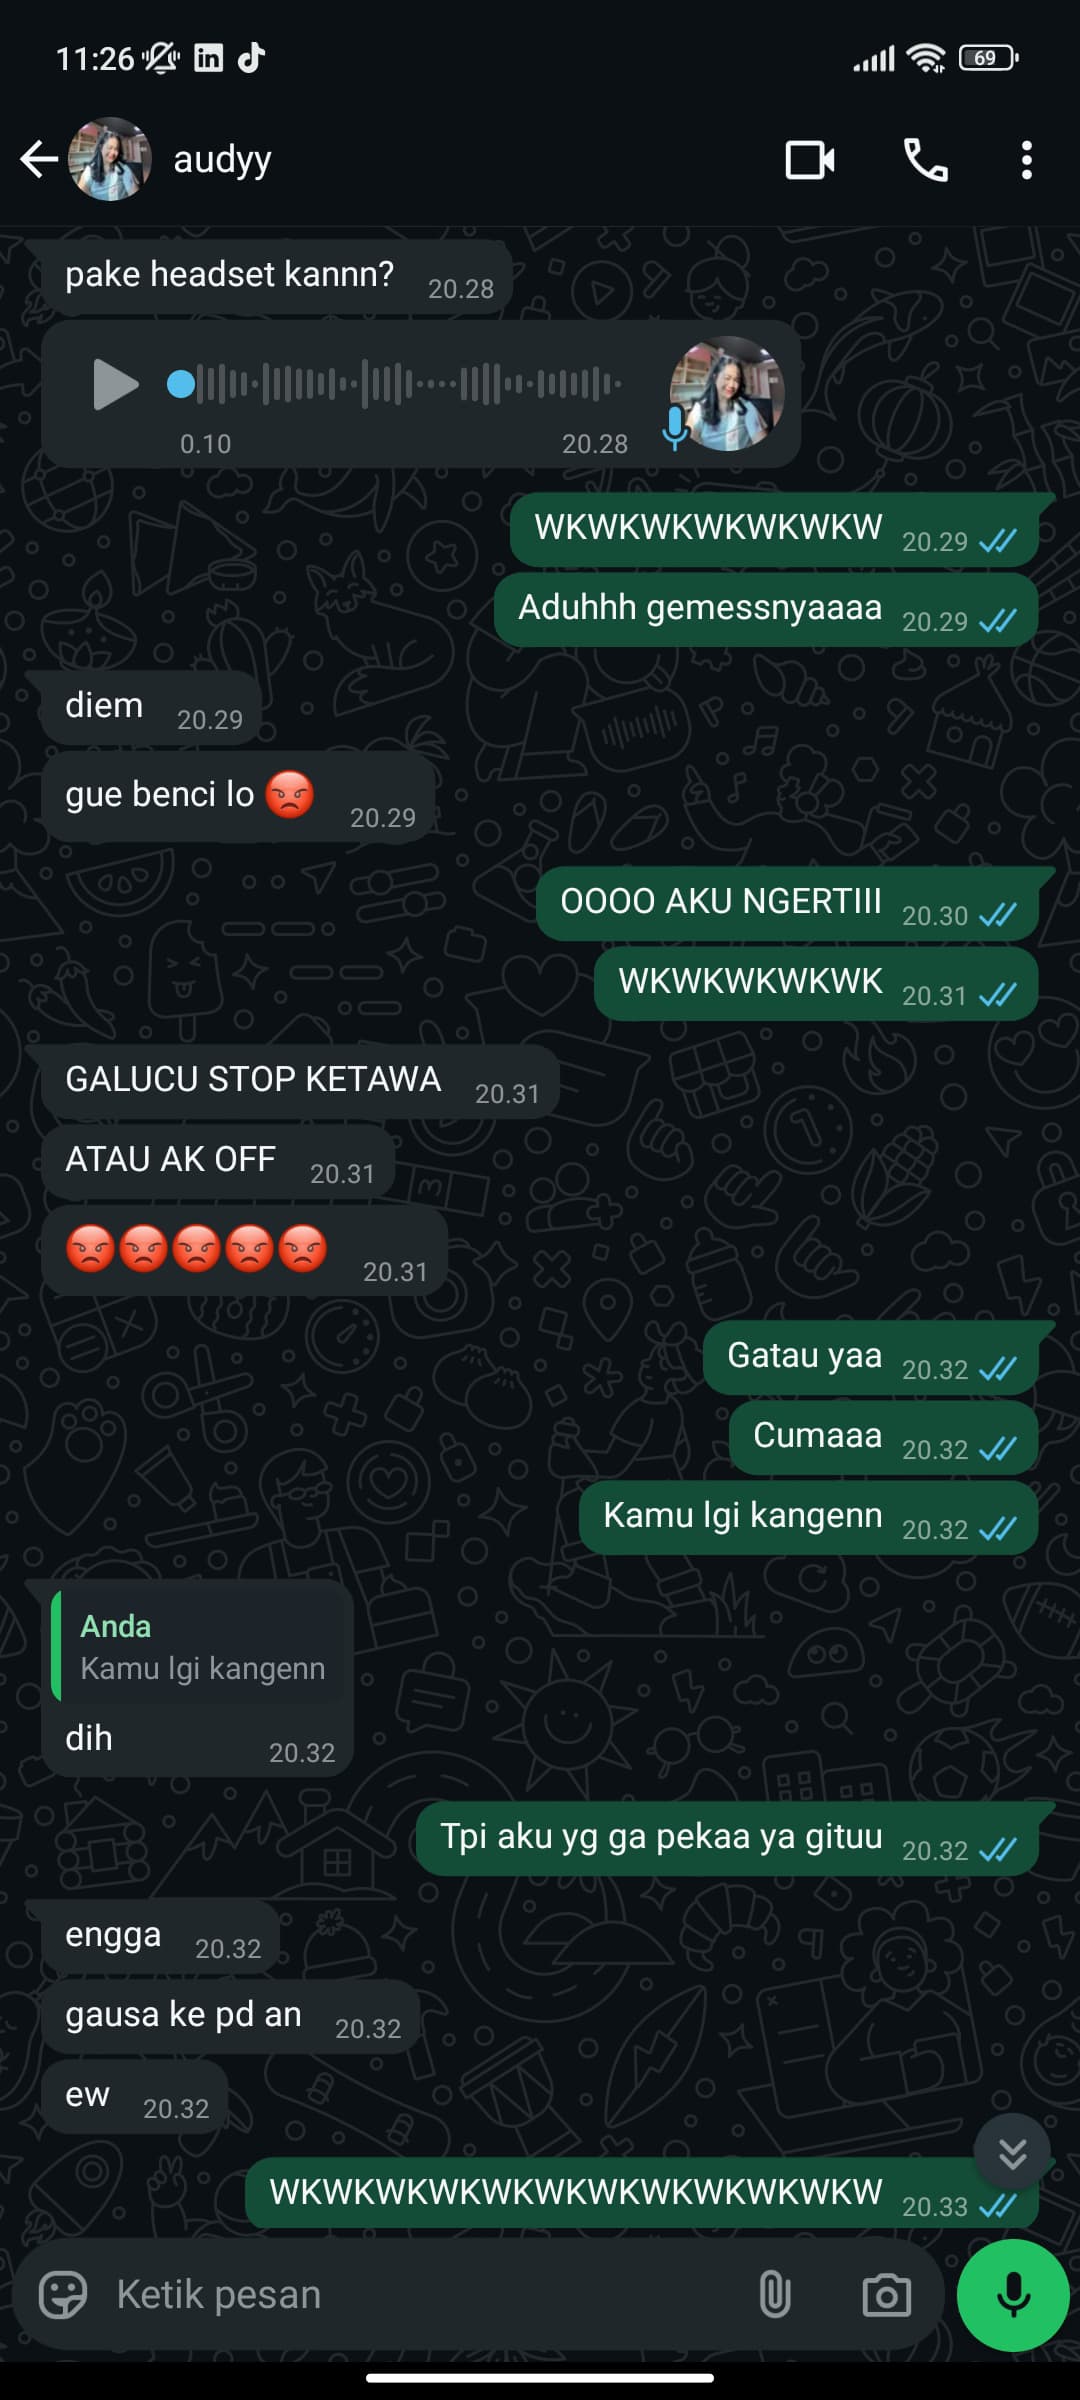 11:26
69
audyy
pake headset kannn? 20.28
0.10 20.28
WKWKWKWKWKWKW 20.29
Aduhhh gemessnyaaaa 20.29
diem 20.29
gue benci lo 😡 20.29
OOOO AKU NGERTIII 20.30
WKWKWKWKWK 20.31
GALUCU STOP KETAWA 20.31
ATAU AK OFF 20.31
😡😡😡😡😡 20.31
Gatau yaa 20.32
Cumaaa 20.32
Kamu lgi kangenn 20.32
Anda
Kamu lgi kangenn
dih 20.32
Tpi aku yg ga pekaa ya gituu 20.32
engga 20.32
gausa ke pd an 20.32
ew 20.32
WKWKWKWKWKWKWKWKWKWKWKW 20.33
Ketik pesan